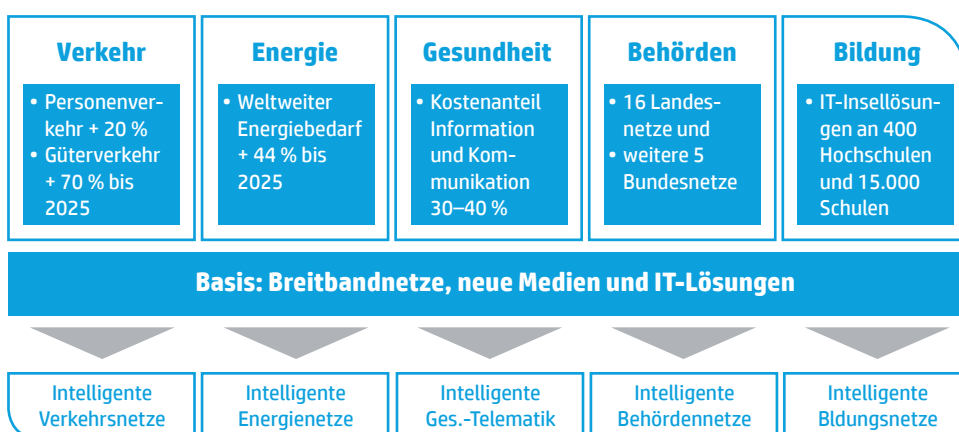 Verkehr
• Personenver-
kehr + 20 %
• Güterverkehr
+ 70 % bis
2025
Energie
• Weltweiter
Energiebedarf
+ 44 % bis
2025
Gesundheit
• Kostenanteil
Information
und Kom-
munikation
30–40 %
Behörden
• 16 Landes-
netze und
• weitere 5
Bundesnetze
Bildung
• IT-Insellösun-
gen an 400
Hochschulen
und 15.000
Schulen
Basis: Breitbandnetze, neue Medien und IT-Lösungen
Intelligente
Verkehrsnetze
Intelligente
Energienetze
Intelligente
Ges.-Telematik
Intelligente
Behördennetze
Intelligente
Bldungsnetze